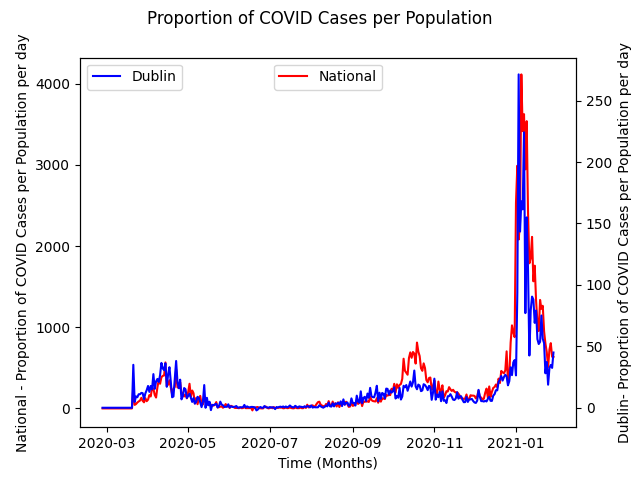 Proportion of COVID Cases per Population
Dublin
National
National - Proportion of COVID Cases per Population per day
4000
3000
2000
1000
0
250
200
150
100
50
0
Dublin- Proportion of COVID Cases per Population per day
2020-03 2020-05 2020-07 2020-09 2020-11 2021-01
Time (Months)